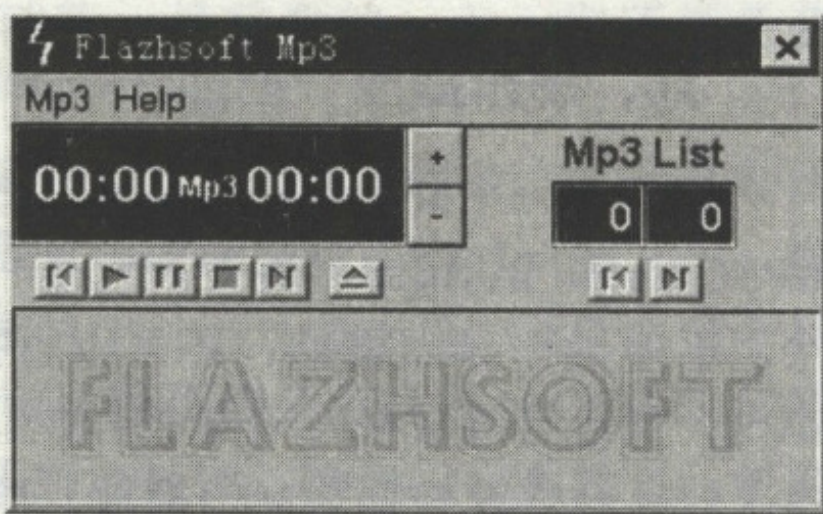 Flazhsoft Mp3
Mp3 Help
00:00 Mp3 00:00
+
-
Mp3 List
0 0
FLAZHSOFT